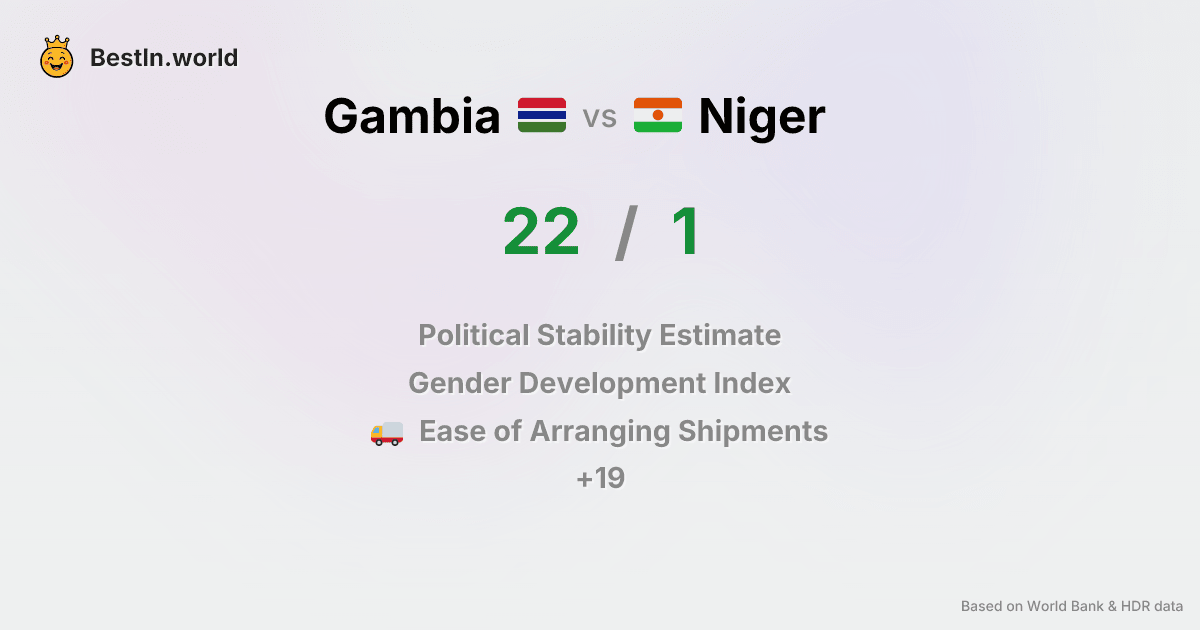 BestIn.world
Gambia vs Niger
22 / 1
Political Stability Estimate
Gender Development Index
Ease of Arranging Shipments
+19
Based on World Bank & HDR data